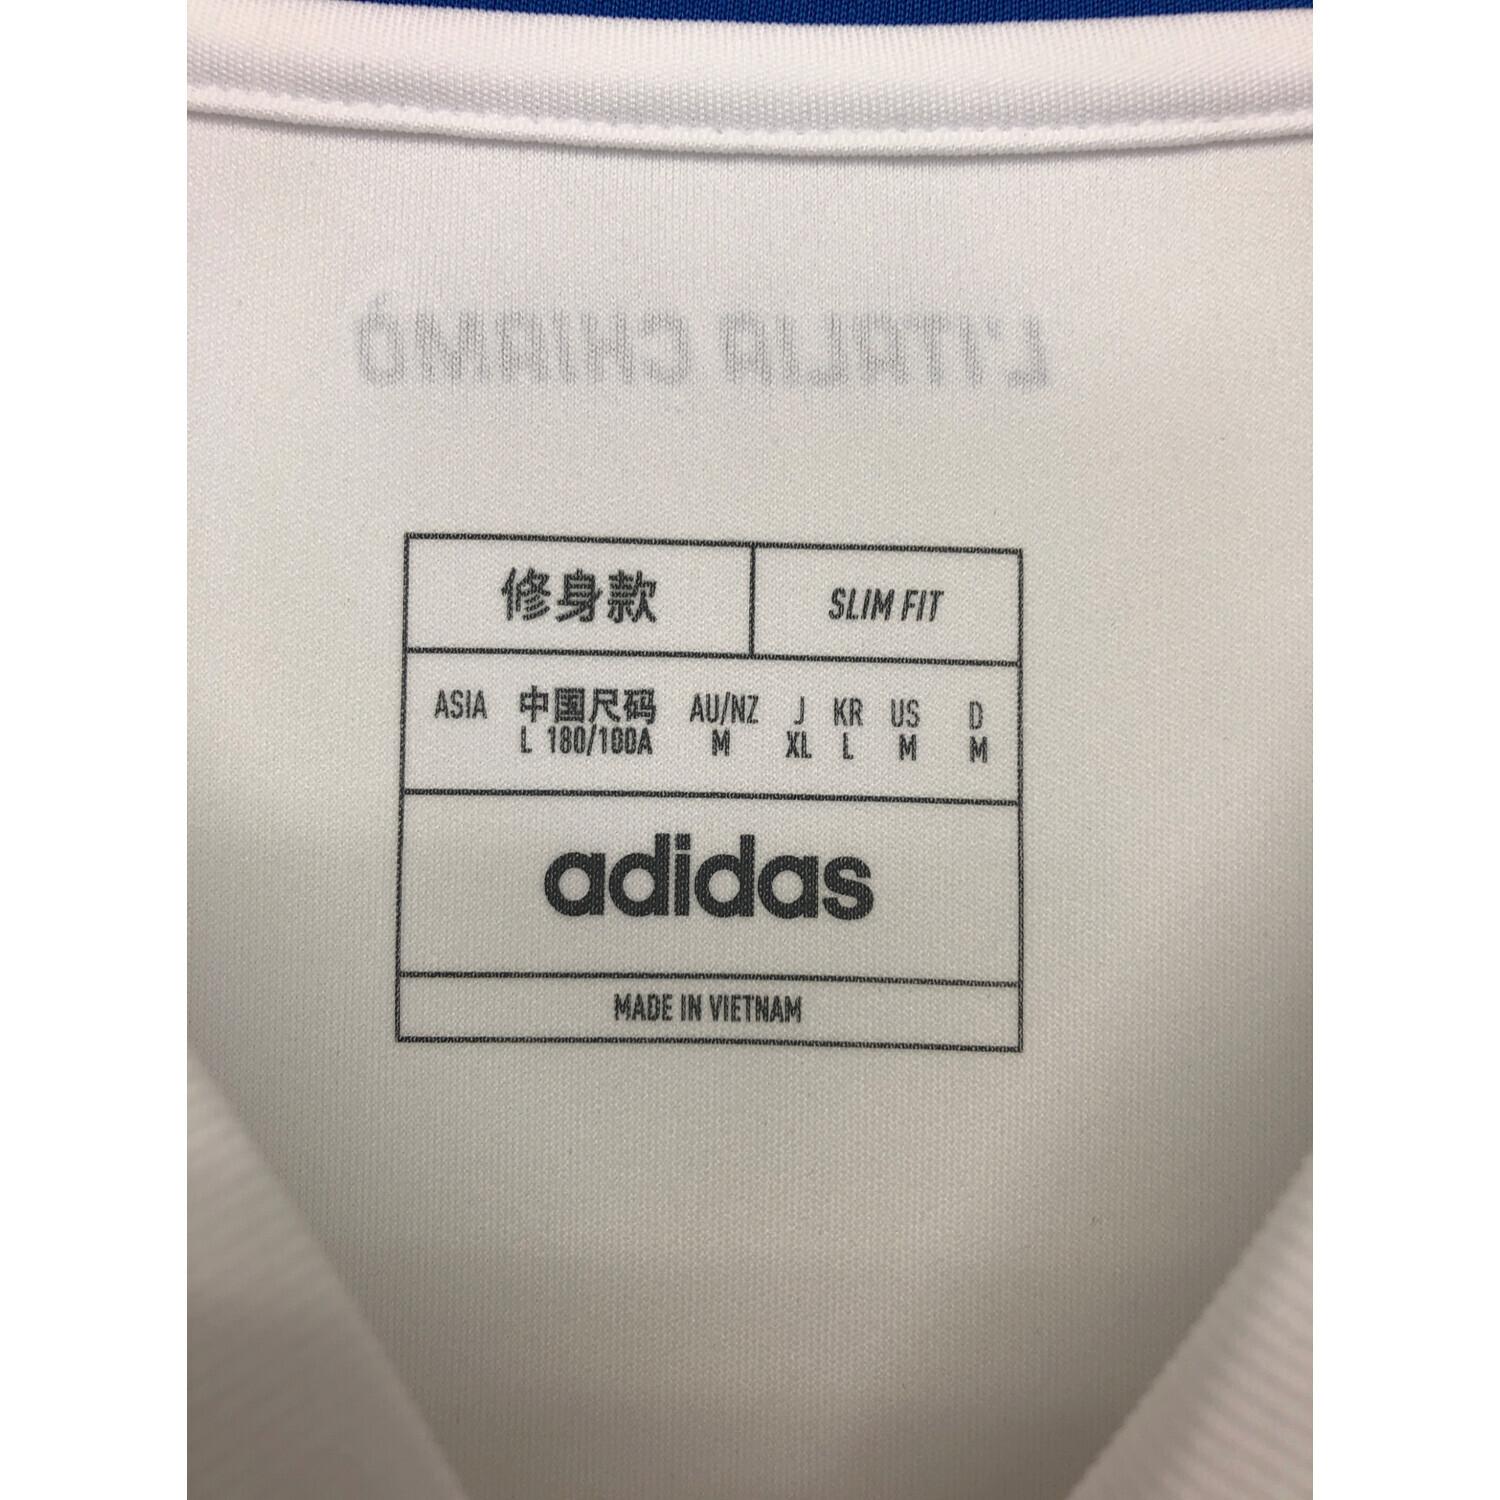 L'ITALIA CHIAMÒ
修身款 SLIM FIT
ASIA 中国尺码 AU/NZ J KR US D
L 180/100A M XL L M M
adidas
MADE IN VIETNAM